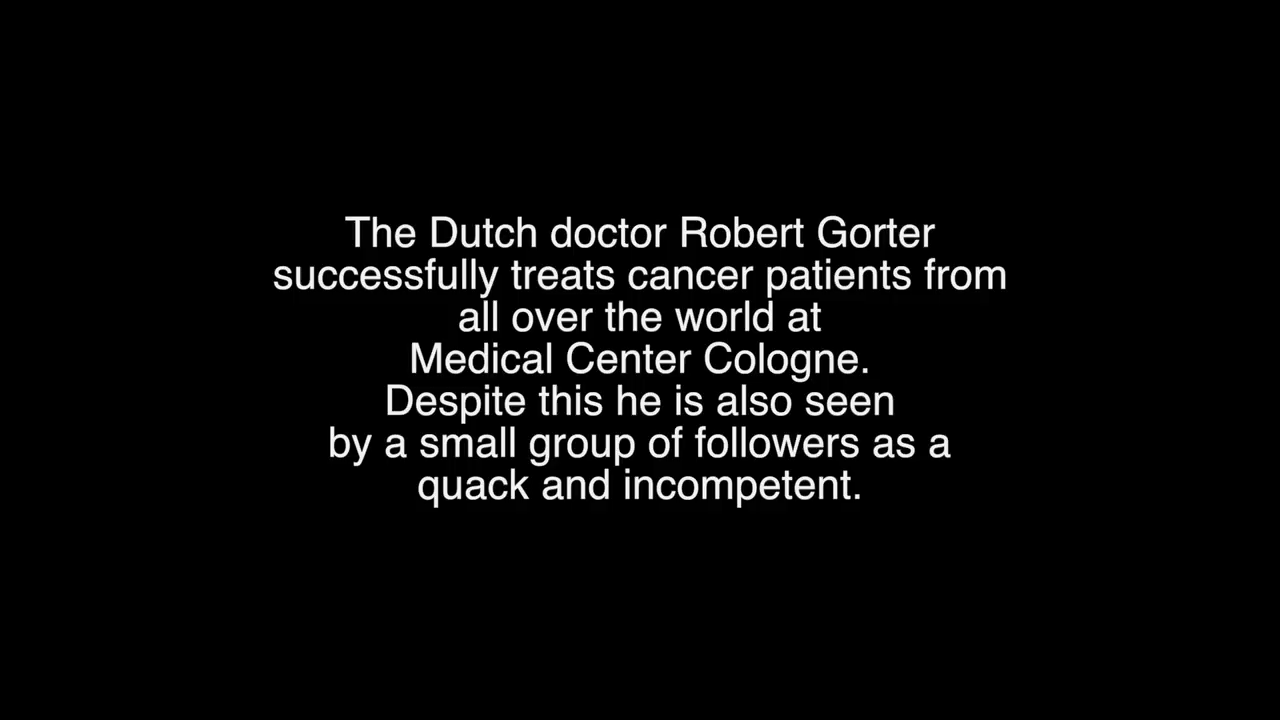 The Dutch doctor Robert Gorter
successfully treats cancer patients from
all over the world at
Medical Center Cologne.
Despite this he is also seen
by a small group of followers as a
quack and incompetent.